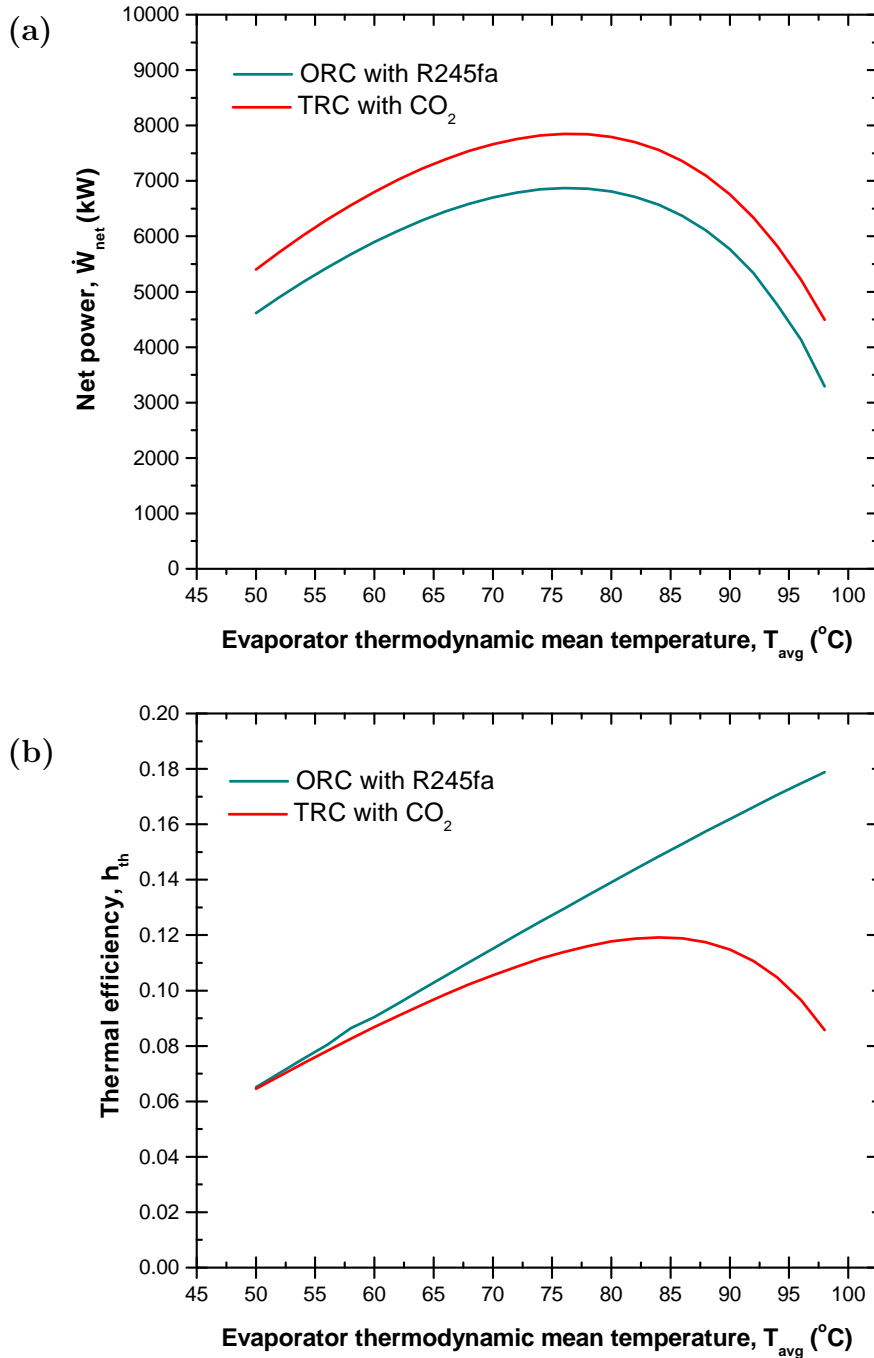 (a)
10000
9000
8000
7000
6000
5000
4000
3000
2000
1000
0
Net power, Ẇnet (kW)
ORC with R245fa
TRC with CO2
45 50 55 60 65 70 75 80 85 90 95 100
Evaporator thermodynamic mean temperature, Tavg (oC)
(b)
0.20
0.18
0.16
0.14
0.12
0.10
0.08
0.06
0.04
0.02
0.00
Thermal efficiency, hth
ORC with R245fa
TRC with CO2
45 50 55 60 65 70 75 80 85 90 95 100
Evaporator thermodynamic mean temperature, Tavg (oC)